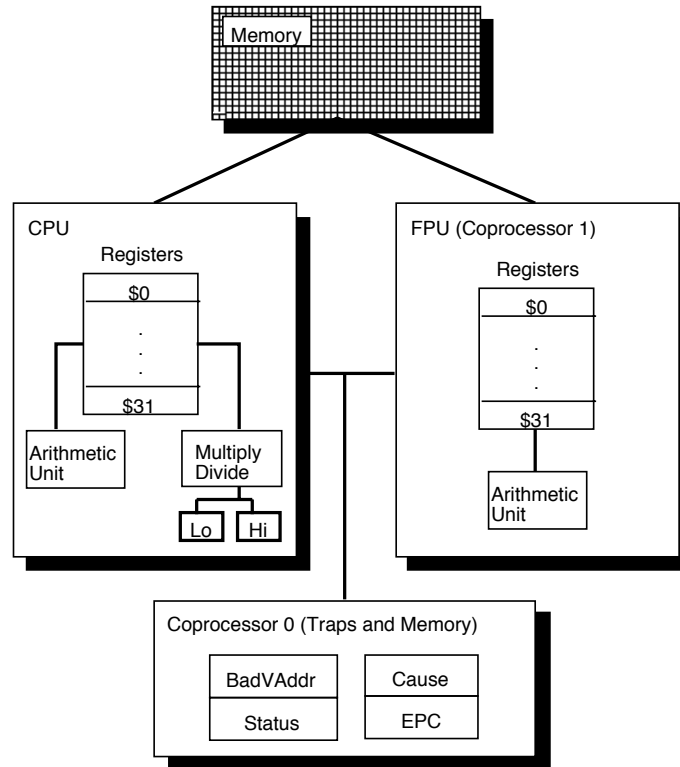 Memory
CPU
Registers
$0
.
.
.
$31
Arithmetic
Unit
Multiply
Divide
Lo
Hi
FPU (Coprocessor 1)
Registers
$0
.
.
.
$31
Arithmetic
Unit
Coprocessor 0 (Traps and Memory)
BadVAddr
Cause
Status
EPC